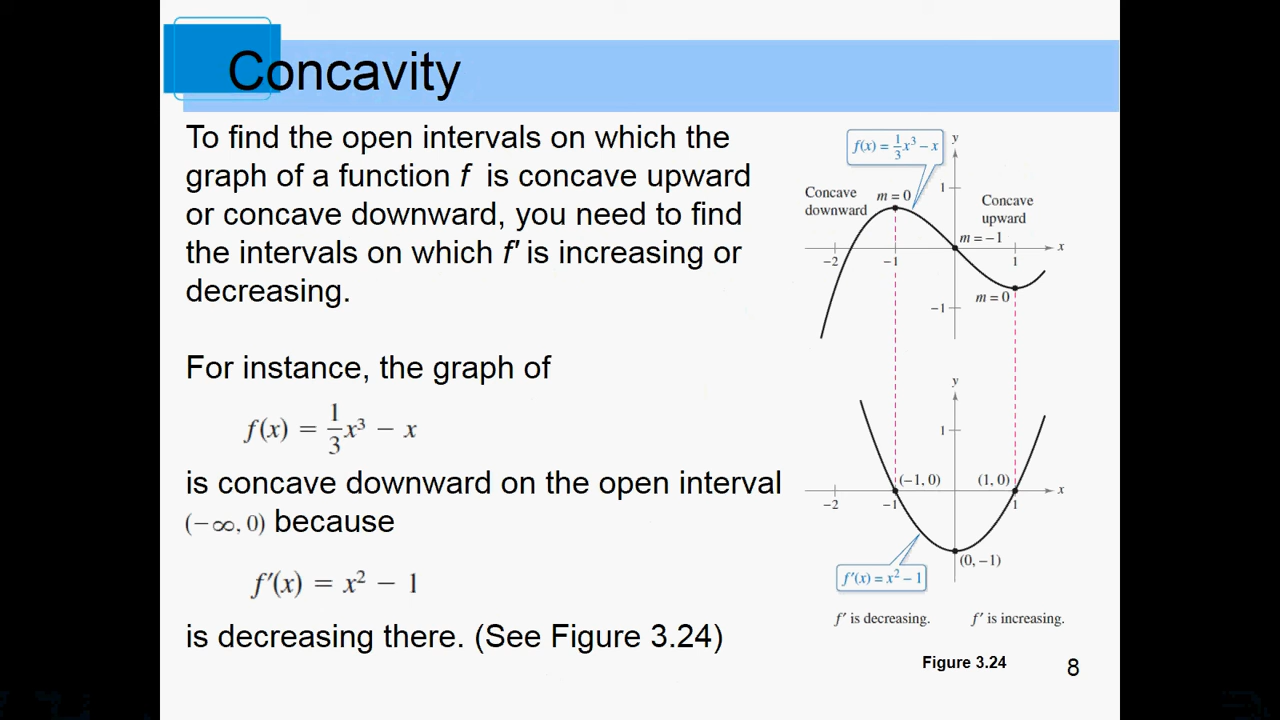 Concavity
To find the open intervals on which the
graph of a function f is concave upward
or concave downward, you need to find
the intervals on which f′ is increasing or
decreasing.
For instance, the graph of
f(x) = 1/3 x³ − x
is concave downward on the open interval
(−∞, 0) because
f′(x) = x² − 1
is decreasing there. (See Figure 3.24)
f(x) = 1/3 x³ − x
y
Concave
downward
m = 0
1
Concave
upward
m = −1
x
−2
−1
1
m = 0
−1
y
1
(−1, 0)
(1, 0)
x
−2
−1
1
(0, −1)
f′(x) = x² − 1
f′ is decreasing.
f′ is increasing.
Figure 3.24
8